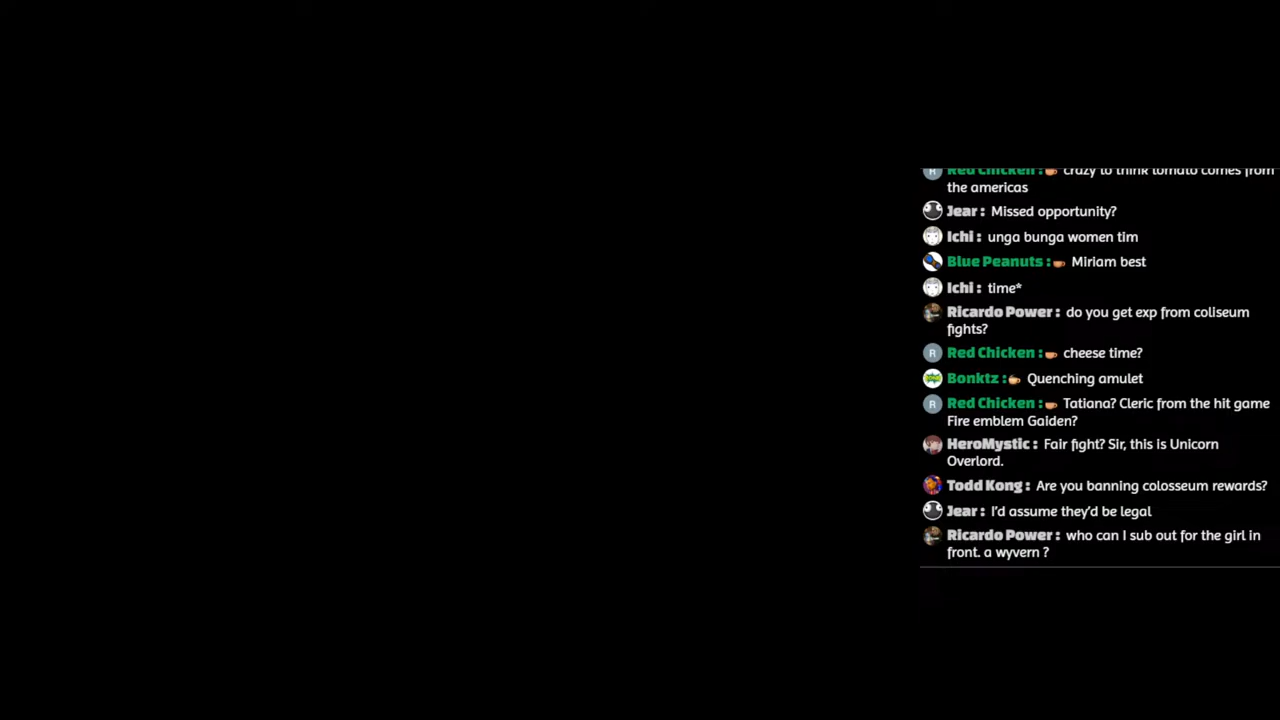 Red Chicken : crazy to think tomato comes from
the americas
Jear : Missed opportunity?
Ichi : unga bunga women tim
Blue Peanuts : Miriam best
Ichi : time*
Ricardo Power : do you get exp from coliseum
fights?
R Red Chicken : cheese time?
Bonktz : Quenching amulet
R Red Chicken : Tatiana? Cleric from the hit game
Fire emblem Gaiden?
HeroMystic : Fair fight? Sir, this is Unicorn
Overlord.
Todd Kong : Are you banning colosseum rewards?
Jear : I'd assume they'd be legal
Ricardo Power : who can I sub out for the girl in
front. a wyvern ?